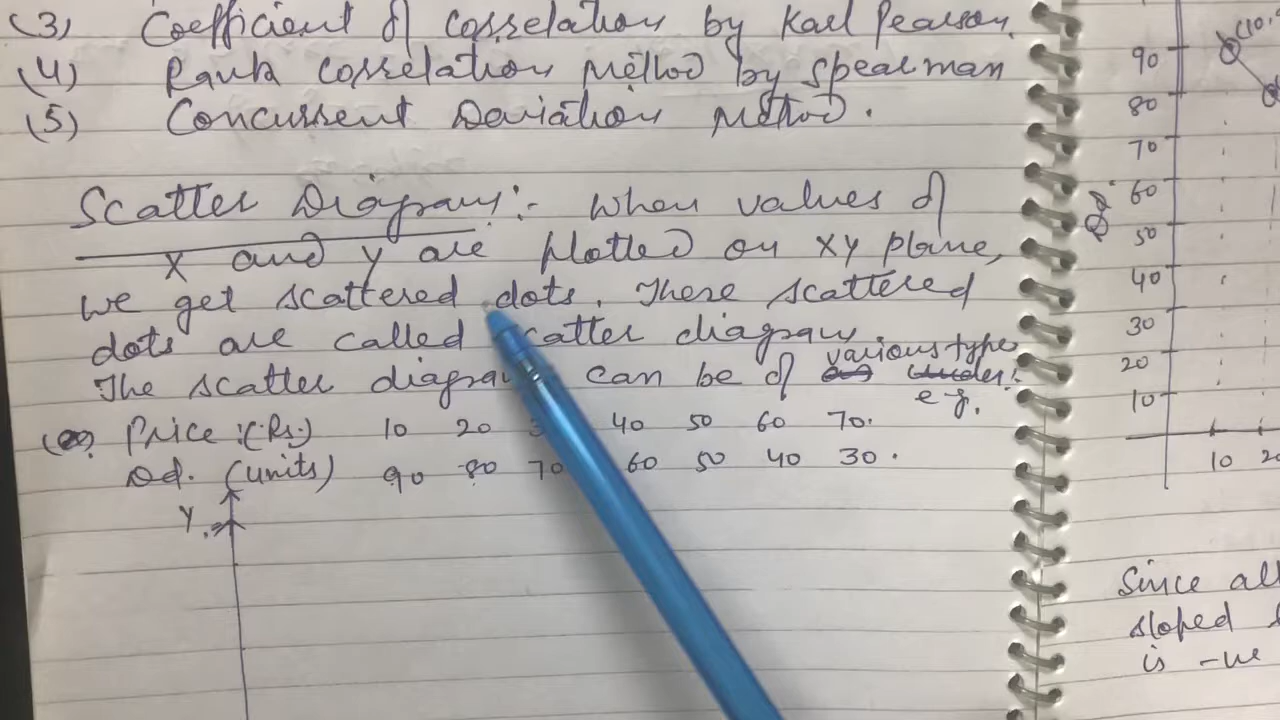 (3) Coefficient of correlation by Karl Pearson.
(4) Rank correlation Method by Spearman
(5) Concurrent Deviation Method.
Scatter Diagram:- When values of
X and Y are plotted on XY plane,
we get scattered dots. These scattered
dots are called scatter diagram.
The scatter diagram can be of various types
e.g.
Price :(Rs.) 10 20 40 50 60 70.
Qd. (units) 90 80 70 60 50 40 30.
Y
(10,
90
80
70
60
50
40
30
20
10
Qd.
10 20
Since all
sloped
is -ve